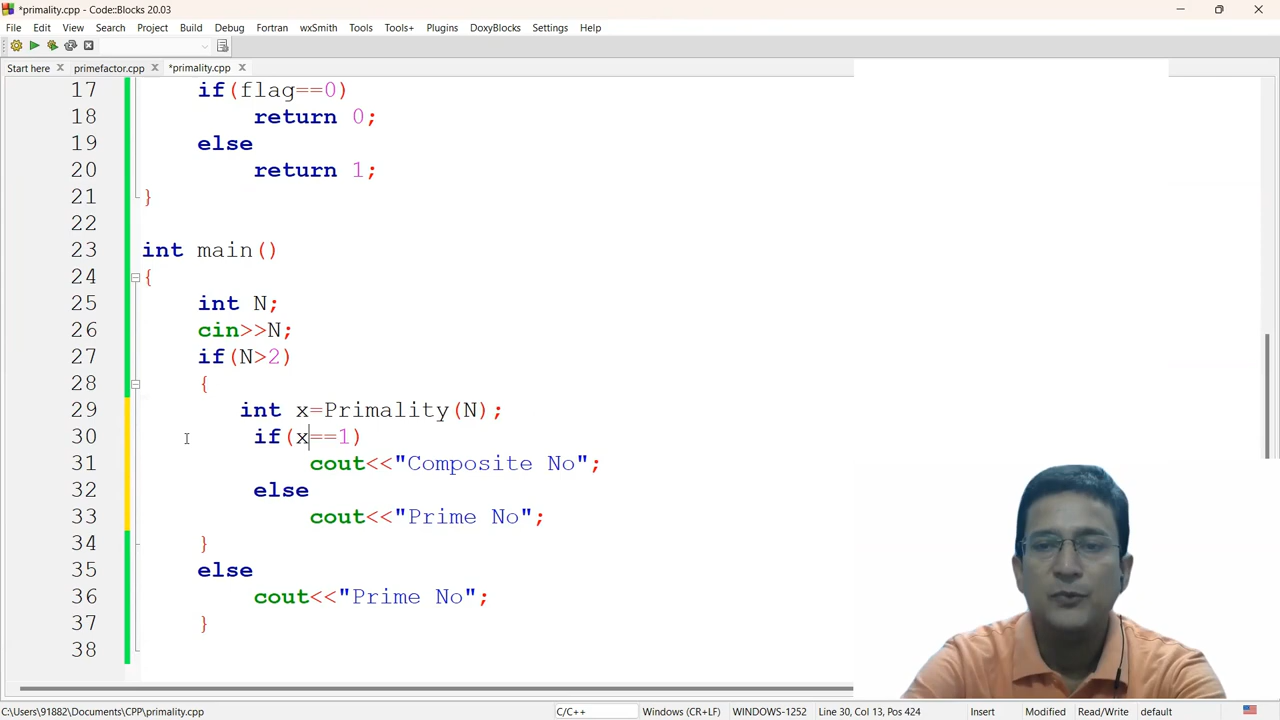 *primality.cpp - Code::Blocks 20.03
File Edit View Search Project Build Debug Fortran wxSmith Tools Tools+ Plugins DoxyBlocks Settings Help
Start here primefactor.cpp *primality.cpp
17 if(flag==0)
18 return 0;
19 else
20 return 1;
21 }
22
23 int main()
24 {
25 int N;
26 cin>>N;
27 if(N>2)
28 {
29 int x=Primality(N);
30 if(x==1)
31 cout<<"Composite No";
32 else
33 cout<<"Prime No";
34 }
35 else
36 cout<<"Prime No";
37 }
38
C:\Users\91882\Documents\CPP\primality.cpp C/C++ Windows (CR+LF) WINDOWS-1252 Line 30, Col 13, Pos 424 Insert Modified Read/Write default